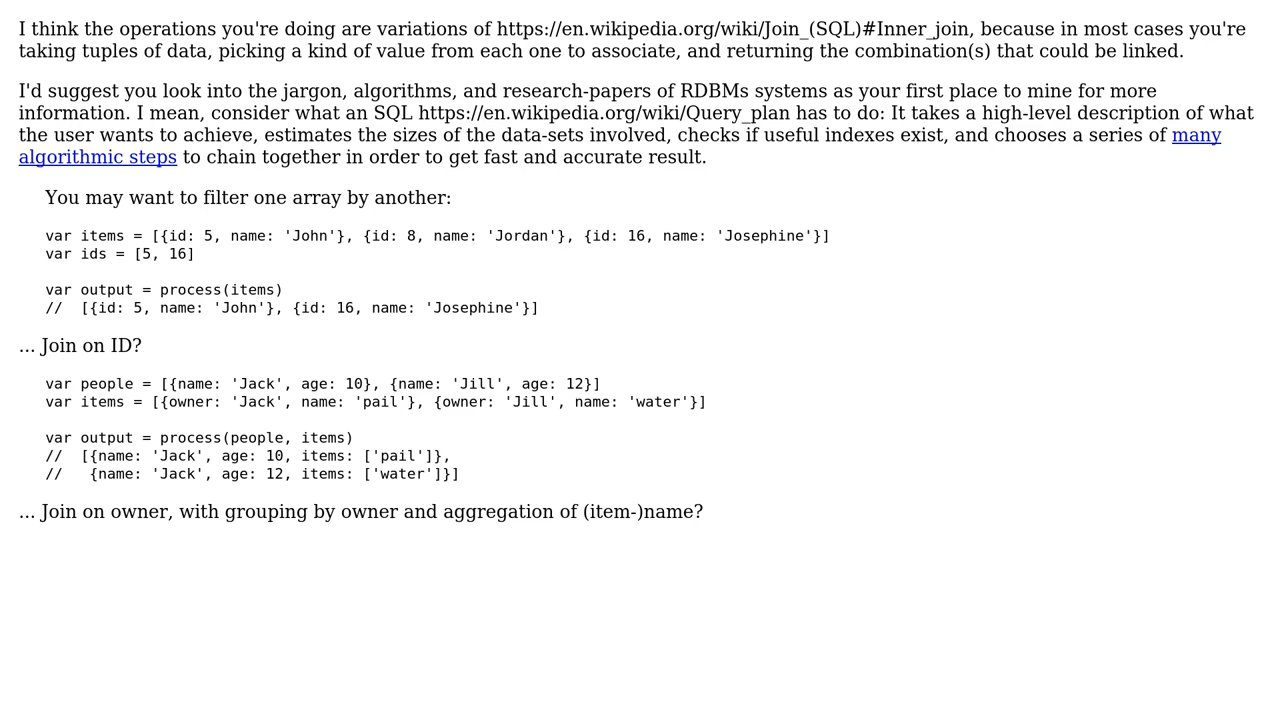 I think the operations you're doing are variations of https://en.wikipedia.org/wiki/Join_(SQL)#Inner_join, because in most cases you're
taking tuples of data, picking a kind of value from each one to associate, and returning the combination(s) that could be linked.
I'd suggest you look into the jargon, algorithms, and research-papers of RDBMs systems as your first place to mine for more
information. I mean, consider what an SQL https://en.wikipedia.org/wiki/Query_plan has to do: It takes a high-level description of what
the user wants to achieve, estimates the sizes of the data-sets involved, checks if useful indexes exist, and chooses a series of many
algorithmic steps to chain together in order to get fast and accurate result.
You may want to filter one array by another:
var items = [{id: 5, name: 'John'}, {id: 8, name: 'Jordan'}, {id: 16, name: 'Josephine'}]
var ids = [5, 16]
var output = process(items)
//  [{id: 5, name: 'John'}, {id: 16, name: 'Josephine'}]
... Join on ID?
var people = [{name: 'Jack', age: 10}, {name: 'Jill', age: 12}]
var items = [{owner: 'Jack', name: 'pail'}, {owner: 'Jill', name: 'water'}]
var output = process(people, items)
//  [{name: 'Jack', age: 10, items: ['pail']},
//   {name: 'Jack', age: 12, items: ['water']}]
... Join on owner, with grouping by owner and aggregation of (item-)name?